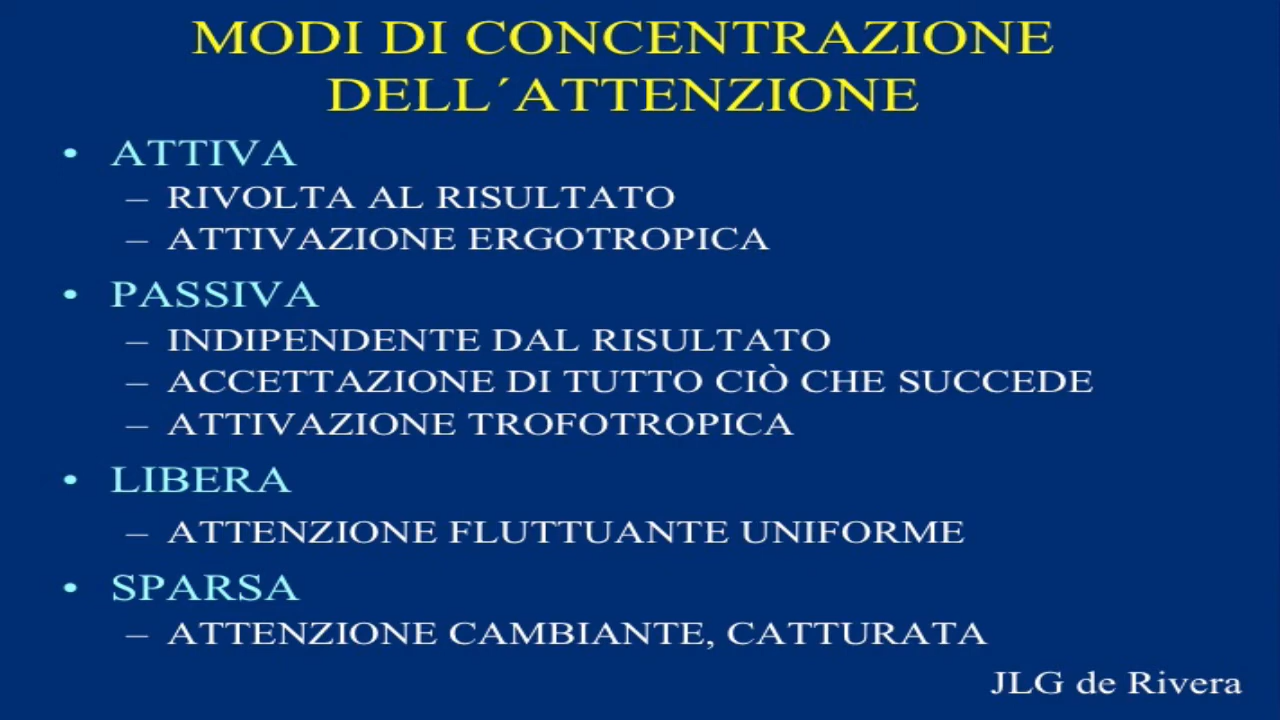 MODI DI CONCENTRAZIONE
DELL´ATTENZIONE
• ATTIVA
– RIVOLTA AL RISULTATO
– ATTIVAZIONE ERGOTROPICA
• PASSIVA
– INDIPENDENTE DAL RISULTATO
– ACCETTAZIONE DI TUTTO CIÒ CHE SUCCEDE
– ATTIVAZIONE TROFOTROPICA
• LIBERA
– ATTENZIONE FLUTTUANTE UNIFORME
• SPARSA
– ATTENZIONE CAMBIANTE, CATTURATA
JLG de Rivera